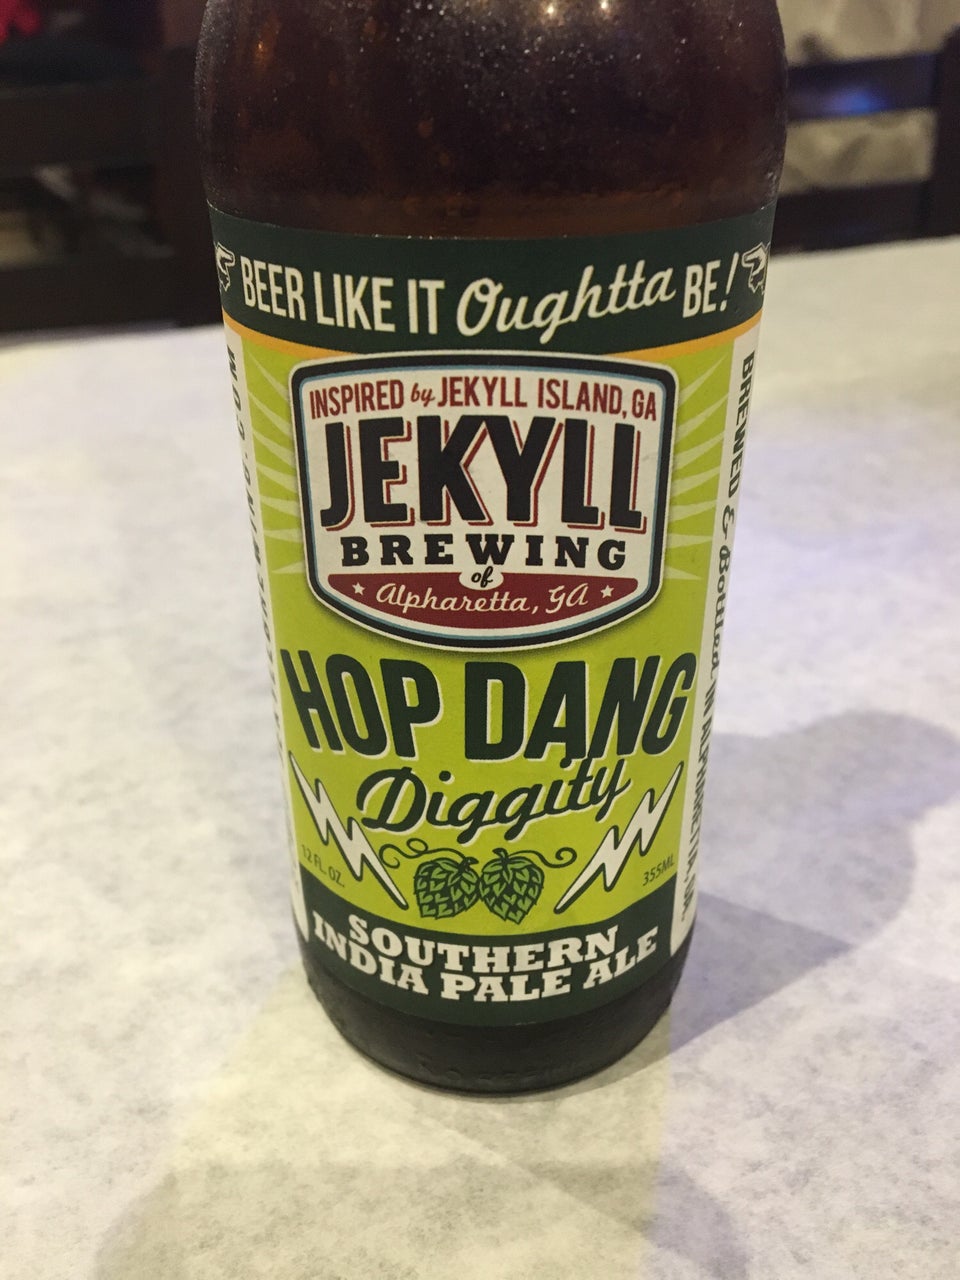 BEER LIKE IT Oughtta BE!
INSPIRED by JEKYLL ISLAND, GA
JEKYLL
BREWING
of
Alpharetta, GA
HOP DANG
Diggity
12 FL. OZ.
355ML
SOUTHERN
INDIA PALE ALE
BREWED & Bottled IN ALPHARETTA, GA.